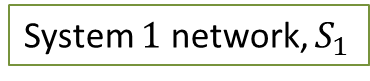 System 1 network, S₁